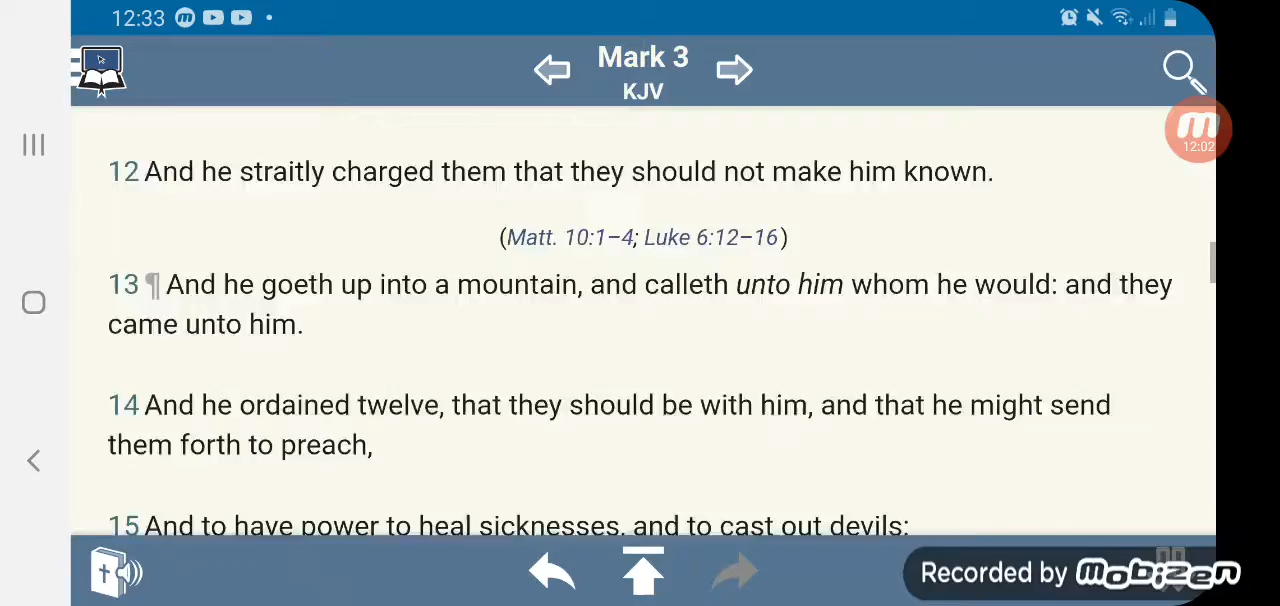 12:33
Mark 3
KJV
12:02
12 And he straitly charged them that they should not make him known.
(Matt. 10:1–4; Luke 6:12–16)
13 ¶ And he goeth up into a mountain, and calleth unto him whom he would: and they
came unto him.
14 And he ordained twelve, that they should be with him, and that he might send
them forth to preach,
15 And to have power to heal sicknesses, and to cast out devils:
Recorded by mobizen